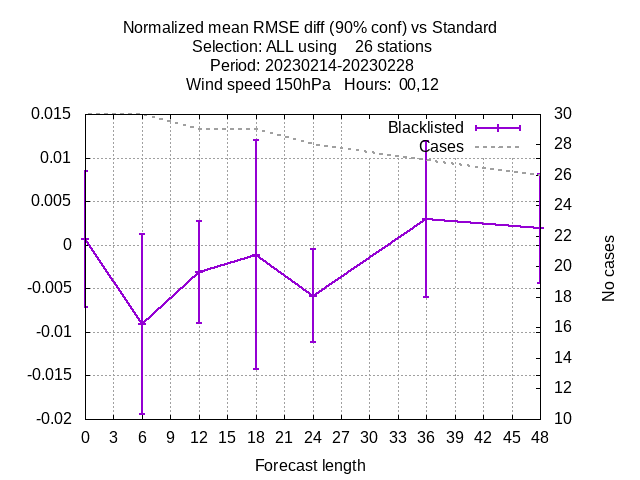 Normalized mean RMSE diff (90% conf) vs Standard
Selection: ALL using    26 stations
Period: 20230214-20230228
Wind speed 150hPa   Hours:  00,12
0.015
0.01
0.005
0
-0.005
-0.01
-0.015
-0.02
Blacklisted
Cases
30
28
26
24
22
20
18
16
14
12
10
No cases
0 3 6 9 12 15 18 21 24 27 30 33 36 39 42 45 48
Forecast length